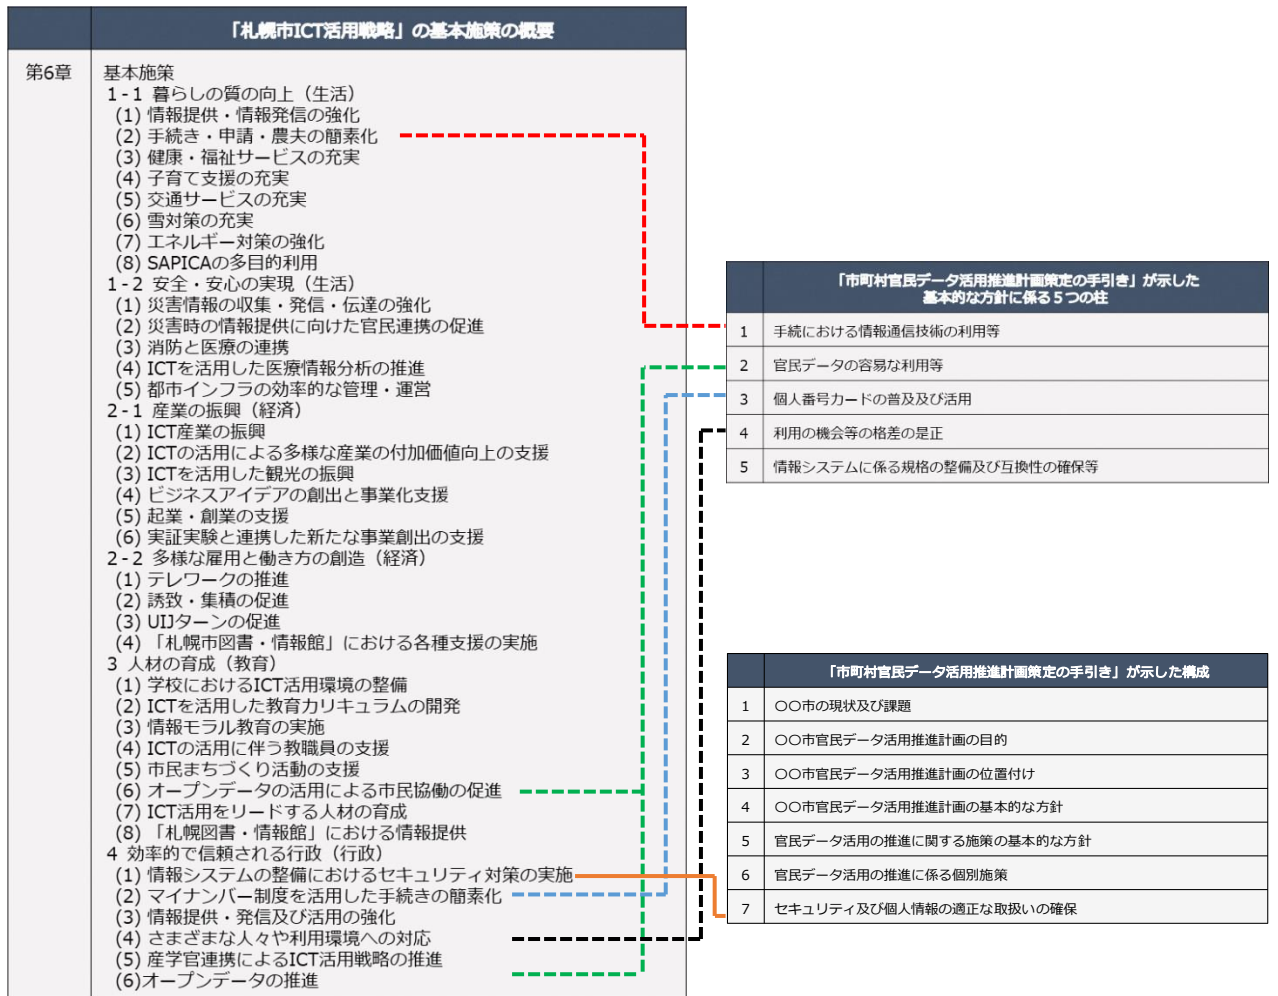 「札幌市ICT活用戦略」の基本施策の概要
第6章
基本施策
1-1 暮らしの質の向上（生活）
(1) 情報提供・情報発信の強化
(2) 手続き・申請・農夫の簡素化
(3) 健康・福祉サービスの充実
(4) 子育て支援の充実
(5) 交通サービスの充実
(6) 雪対策の充実
(7) エネルギー対策の強化
(8) SAPICAの多目的利用
1-2 安全・安心の実現（生活）
(1) 災害情報の収集・発信・伝達の強化
(2) 災害時の情報提供に向けた官民連携の促進
(3) 消防と医療の連携
(4) ICTを活用した医療情報分析の推進
(5) 都市インフラの効率的な管理・運営
2-1 産業の振興（経済）
(1) ICT産業の振興
(2) ICTの活用による多様な産業の付加価値向上の支援
(3) ICTを活用した観光の振興
(4) ビジネスアイデアの創出と事業化支援
(5) 起業・創業の支援
(6) 実証実験と連携した新たな事業創出の支援
2-2 多様な雇用と働き方の創造（経済）
(1) テレワークの推進
(2) 誘致・集積の促進
(3) UIJターンの促進
(4) 「札幌市図書・情報館」における各種支援の実施
3 人材の育成（教育）
(1) 学校におけるICT活用環境の整備
(2) ICTを活用した教育カリキュラムの開発
(3) 情報モラル教育の実施
(4) ICTの活用に伴う教職員の支援
(5) 市民まちづくり活動の支援
(6) オープンデータの活用による市民協働の促進
(7) ICT活用をリードする人材の育成
(8) 「札幌図書・情報館」における情報提供
4 効率的で信頼される行政（行政）
(1) 情報システムの整備におけるセキュリティ対策の実施
(2) マイナンバー制度を活用した手続きの簡素化
(3) 情報提供・発信及び活用の強化
(4) さまざまな人々や利用環境への対応
(5) 産学官連携によるICT活用戦略の推進
(6)オープンデータの推進
「市町村官民データ活用推進計画策定の手引き」が示した
基本的な方針に係る５つの柱
1 手続における情報通信技術の利用等
2 官民データの容易な利用等
3 個人番号カードの普及及び活用
4 利用の機会等の格差の是正
5 情報システムに係る規格の整備及び互換性の確保等
「市町村官民データ活用推進計画策定の手引き」が示した構成
1 〇〇市の現状及び課題
2 〇〇市官民データ活用推進計画の目的
3 〇〇市官民データ活用推進計画の位置付け
4 〇〇市官民データ活用推進計画の基本的な方針
5 官民データ活用の推進に関する施策の基本的な方針
6 官民データ活用の推進に係る個別施策
7 セキュリティ及び個人情報の適正な取扱いの確保